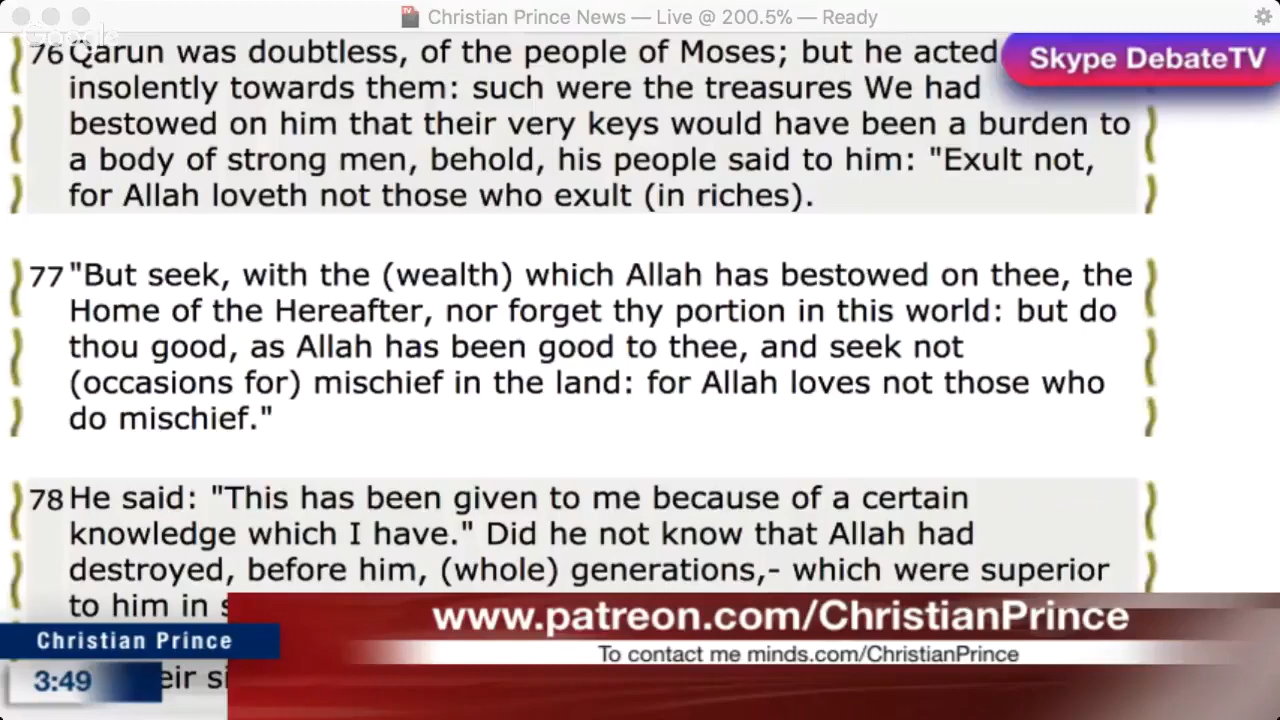 Christian Prince News — Live @ 200.5% — Ready
Google
Skype DebateTV
76 Qarun was doubtless, of the people of Moses; but he acted
insolently towards them: such were the treasures We had
bestowed on him that their very keys would have been a burden to
a body of strong men, behold, his people said to him: "Exult not,
for Allah loveth not those who exult (in riches).
77 "But seek, with the (wealth) which Allah has bestowed on thee, the
Home of the Hereafter, nor forget thy portion in this world: but do
thou good, as Allah has been good to thee, and seek not
(occasions for) mischief in the land: for Allah loves not those who
do mischief."
78 He said: "This has been given to me because of a certain
knowledge which I have." Did he not know that Allah had
destroyed, before him, (whole) generations,- which were superior
to him in
www.patreon.com/ChristianPrince
Christian Prince
To contact me minds.com/ChristianPrince
3:49